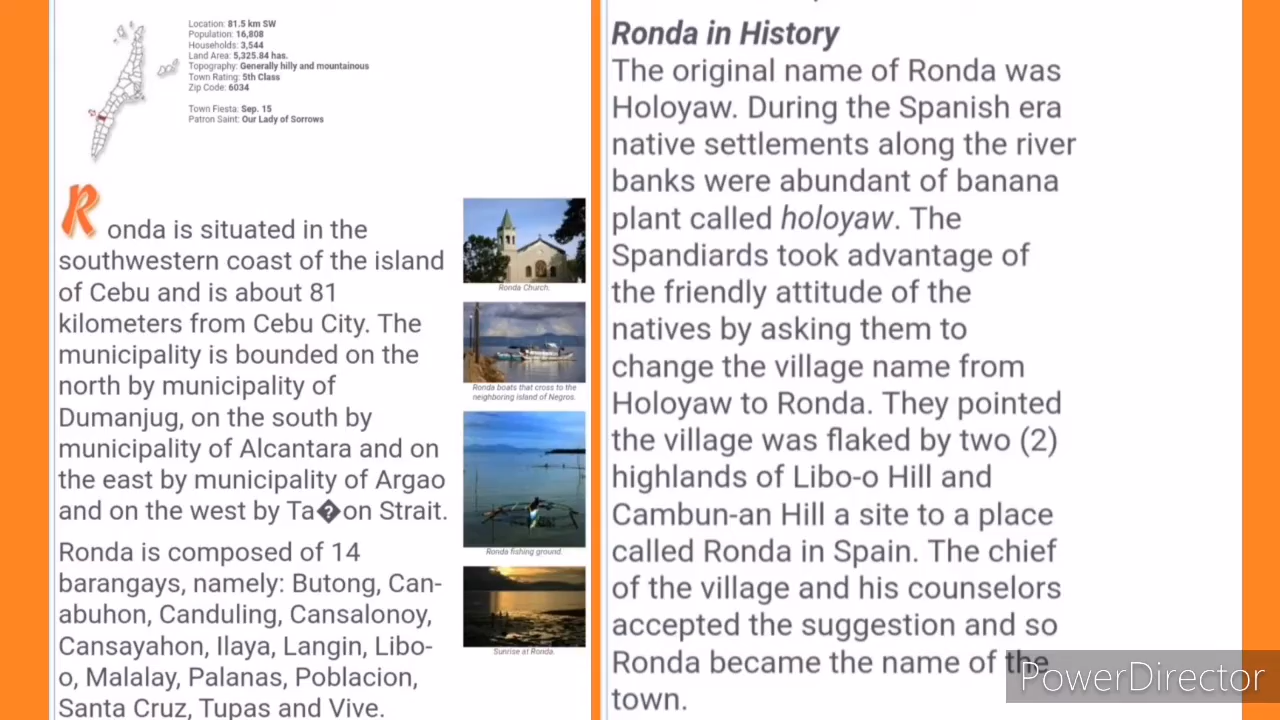 Location: 81.5 km SW
Population: 16,808
Households: 3,544
Land Area: 5,325.84 has.
Topography: Generally hilly and mountainous
Town Rating: 5th Class
Zip Code: 6034
Town Fiesta: Sep. 15
Patron Saint: Our Lady of Sorrows
Ronda is situated in the
southwestern coast of the island
of Cebu and is about 81
kilometers from Cebu City. The
municipality is bounded on the
north by municipality of
Dumanjug, on the south by
municipality of Alcantara and on
the east by municipality of Argao
and on the west by Ta�on Strait.
Ronda is composed of 14
barangays, namely: Butong, Can-
abuhon, Canduling, Cansalonoy,
Cansayahon, Ilaya, Langin, Libo-
o, Malalay, Palanas, Poblacion,
Santa Cruz, Tupas and Vive.
Ronda Church.
Ronda boats that cross to the
neighboring island of Negros.
Ronda fishing ground.
Sunrise at Ronda.
Ronda in History
The original name of Ronda was
Holoyaw. During the Spanish era
native settlements along the river
banks were abundant of banana
plant called holoyaw. The
Spandiards took advantage of
the friendly attitude of the
natives by asking them to
change the village name from
Holoyaw to Ronda. They pointed
the village was flaked by two (2)
highlands of Libo-o Hill and
Cambun-an Hill a site to a place
called Ronda in Spain. The chief
of the village and his counselors
accepted the suggestion and so
Ronda became the name of the
town.
PowerDirector